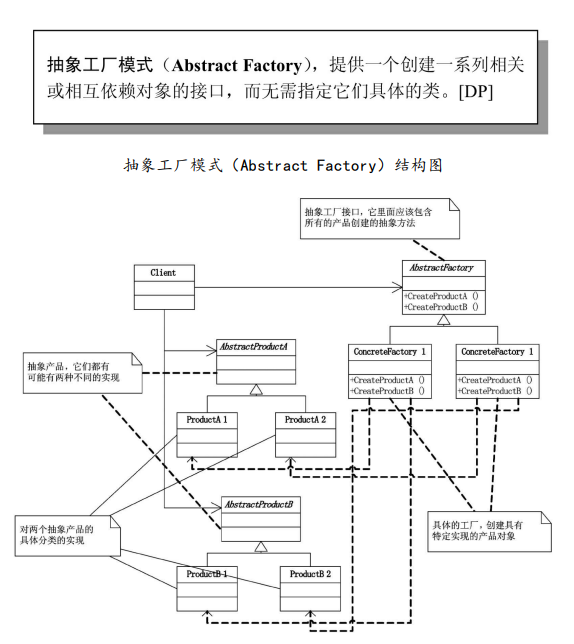 抽象工厂模式（Abstract Factory），提供一个创建一系列相关
或相互依赖对象的接口，而无需指定它们具体的类。[DP]
抽象工厂模式（Abstract Factory）结构图
抽象工厂接口，它里面应该包含
所有的产品创建的抽象方法
Client
AbstractFactory
+CreateProductA ()
+CreateProductB ()
AbstractProductA
ConcreteFactory 1
ConcreteFactory 1
抽象产品，它们都有
可能有两种不同的实现
+CreateProductA ()
+CreateProductB ()
+CreateProductA ()
+CreateProductB ()
ProductA 1
ProductA 2
AbstractProductB
对两个抽象产品的
具体分类的实现
具体的工厂，创建具有
特定实现的产品对象
ProductB 1
ProductB 2